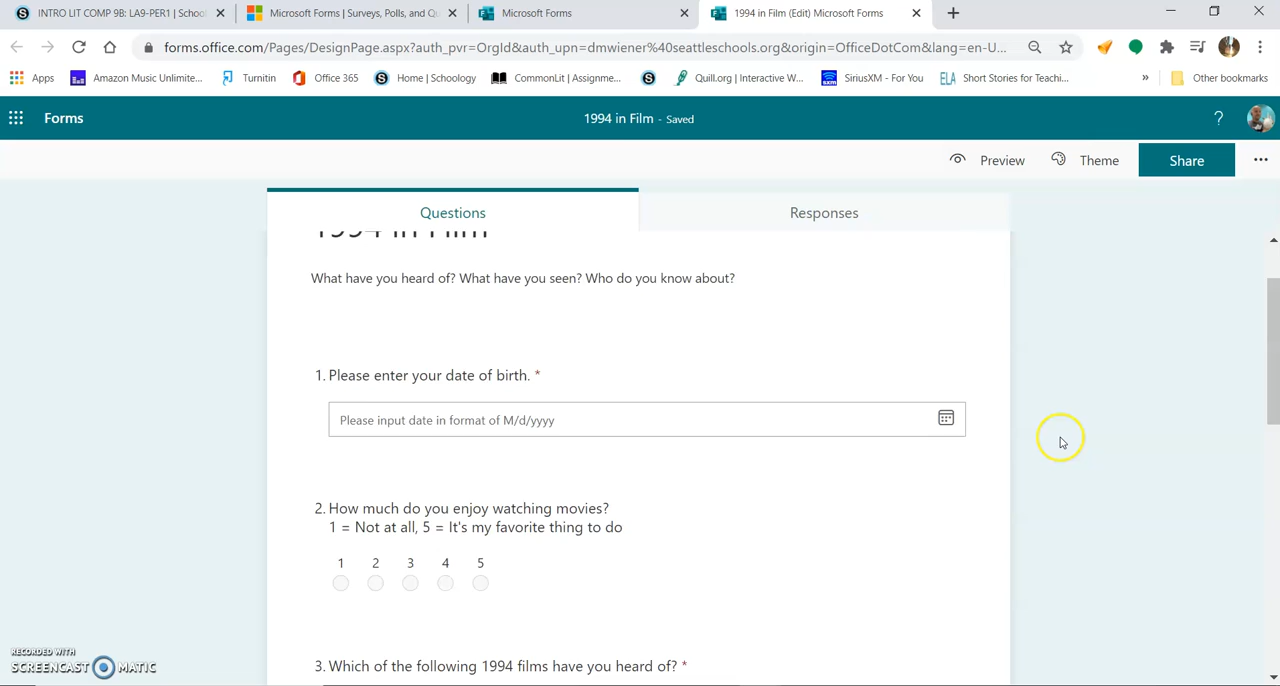 INTRO LIT COMP 9B: LA9-PER1 | School
Microsoft Forms | Surveys, Polls, and Qu
Microsoft Forms
1994 in Film (Edit) Microsoft Forms
forms.office.com/Pages/DesignPage.aspx?auth_pvr=OrgId&auth_upn=dmwiener%40seattleschools.org&origin=OfficeDotCom&lang=en-U...
Apps
Amazon Music Unlimite...
Turnitin
Office 365
Home | Schoology
CommonLit | Assignme...
Quill.org | Interactive W...
SiriusXM - For You
ELA
Short Stories for Teachi...
Other bookmarks
Forms
1994 in Film - Saved
?
Preview
Theme
Share
Questions
Responses
1994 in Film
What have you heard of? What have you seen? Who do you know about?
1. Please enter your date of birth. *
Please input date in format of M/d/yyyy
2. How much do you enjoy watching movies?
1 = Not at all, 5 = It's my favorite thing to do
1 2 3 4 5
3. Which of the following 1994 films have you heard of? *
RECORDED WITH
SCREENCAST MATIC